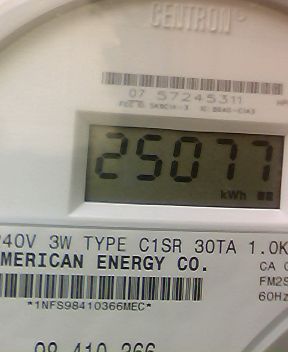 CENTRON®
07 57245311
25077
kWh
240V 3W TYPE C1SR 30TA 1.0K
AMERICAN ENERGY CO.
CA
FM2S
60Hz
*1NFS98410366MEC*
98 410 366